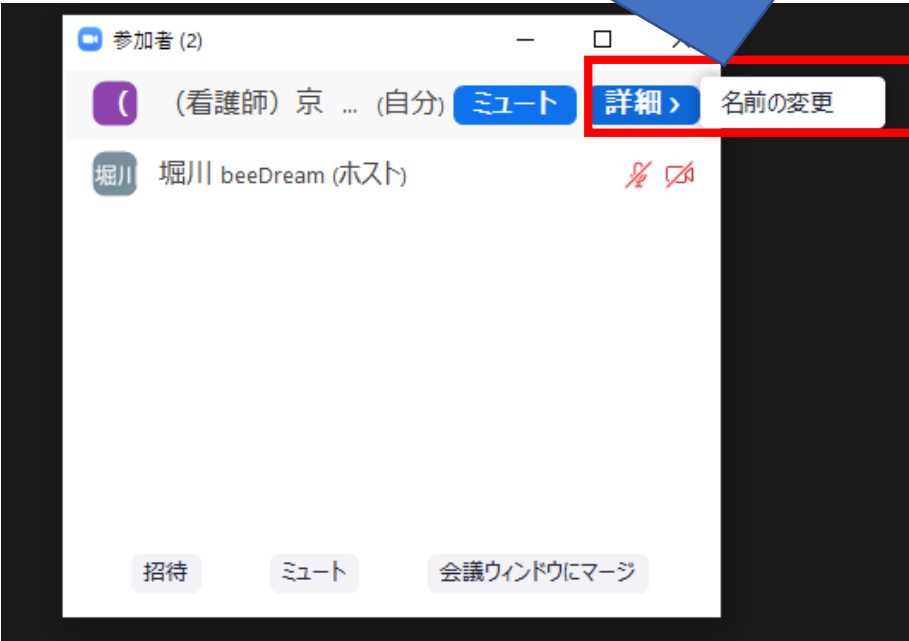 参加者 (2)
( （看護師）京 ... (自分) ミュート 詳細 › 名前の変更
堀川 堀川 beeDream (ホスト)
招待 ミュート 会議ウィンドウにマージ